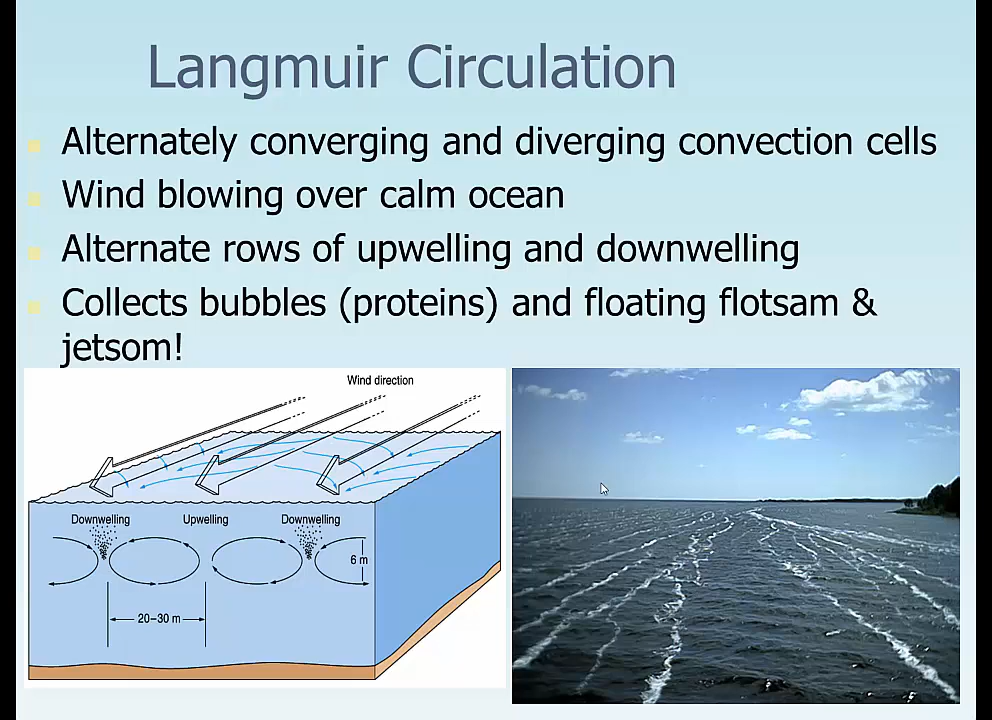 Langmuir Circulation
Alternately converging and diverging convection cells
Wind blowing over calm ocean
Alternate rows of upwelling and downwelling
Collects bubbles (proteins) and floating flotsam &
jetsom!
Wind direction
Downwelling
Upwelling
Downwelling
6 m
20–30 m